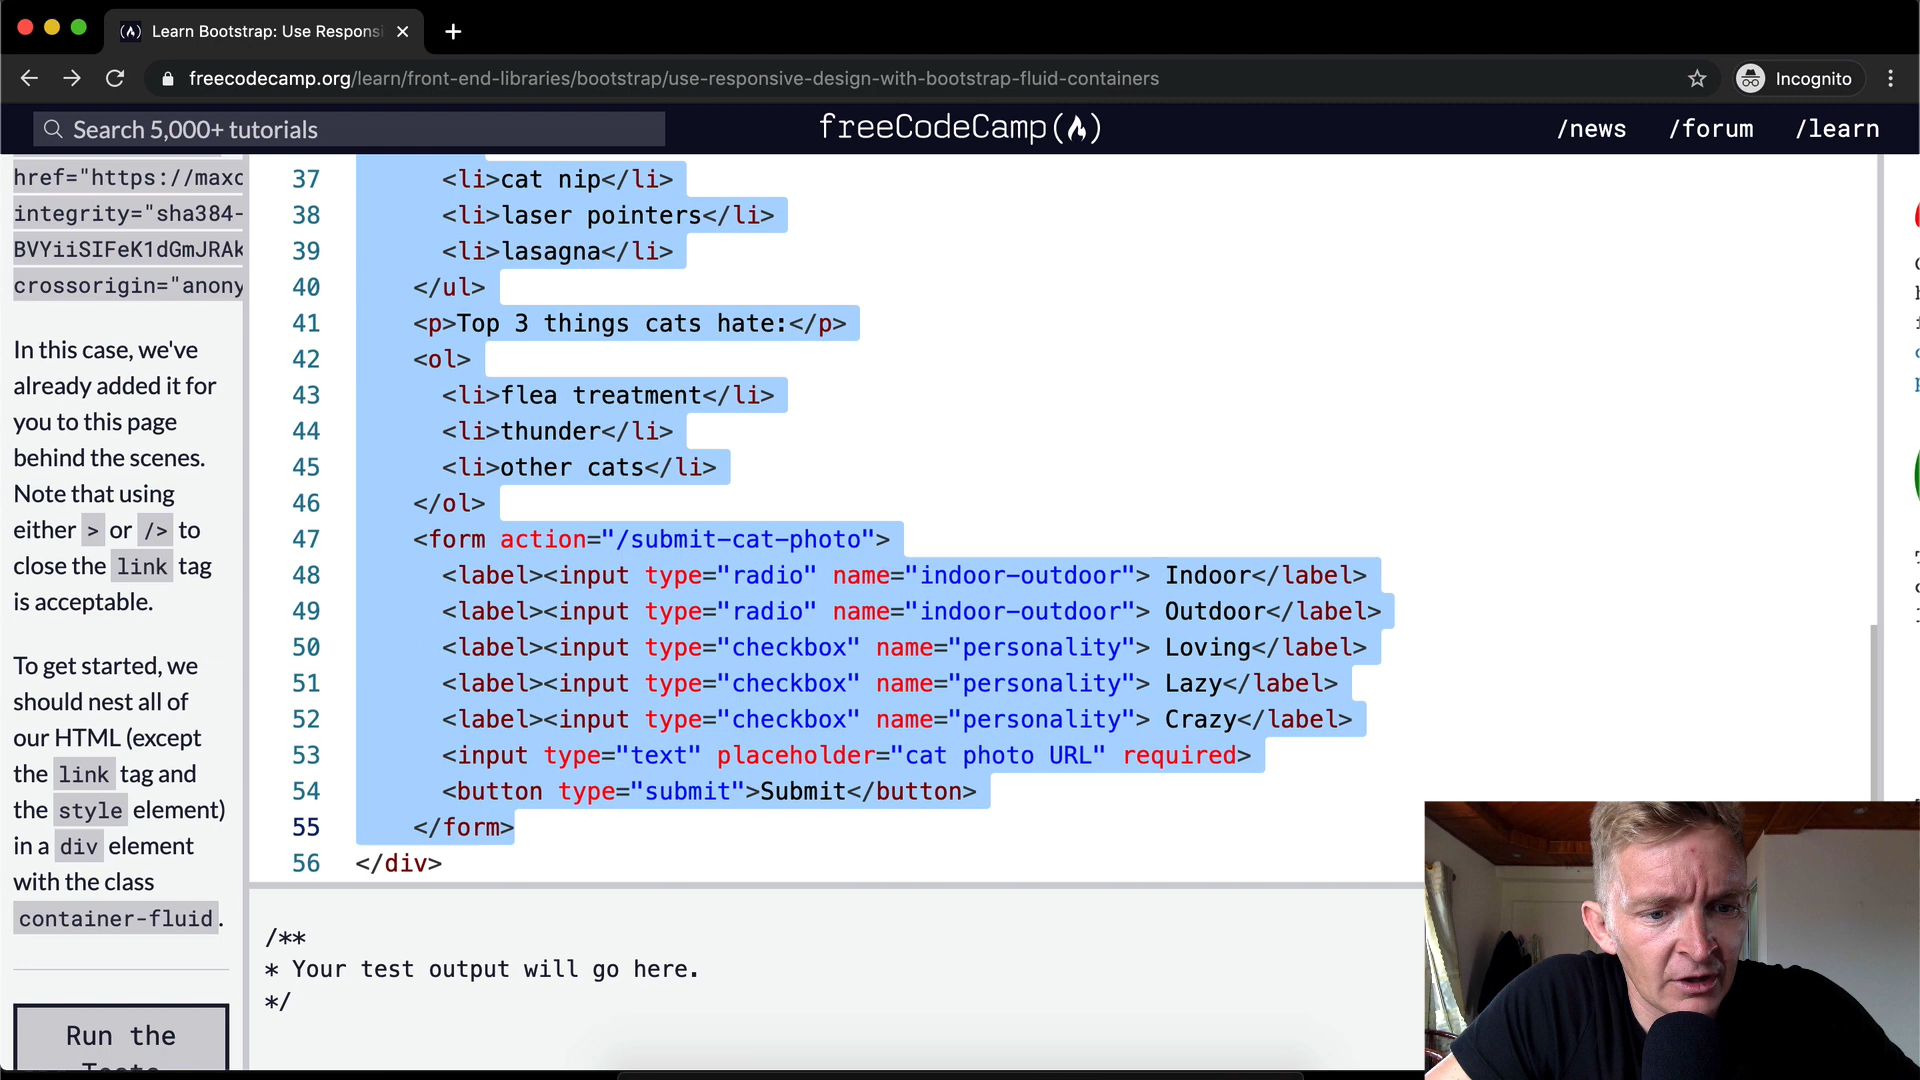 Learn Bootstrap: Use Respons
freecodecamp.org/learn/front-end-libraries/bootstrap/use-responsive-design-with-bootstrap-fluid-containers
Incognito
Search 5,000+ tutorials
freeCodeCamp
/news
/forum
/learn
href="https://maxc
integrity="sha384-
BVYiiSIFeK1dGmJRAk
crossorigin="anony
In this case, we've
already added it for
you to this page
behind the scenes.
Note that using
either > or /> to
close the link tag
is acceptable.
To get started, we
should nest all of
our HTML (except
the link tag and
the style element)
in a div element
with the class
container-fluid.
Run the
Tests
37 <li>cat nip</li>
38 <li>laser pointers</li>
39 <li>lasagna</li>
40 </ul>
41 <p>Top 3 things cats hate:</p>
42 <ol>
43 <li>flea treatment</li>
44 <li>thunder</li>
45 <li>other cats</li>
46 </ol>
47 <form action="/submit-cat-photo">
48 <label><input type="radio" name="indoor-outdoor"> Indoor</label>
49 <label><input type="radio" name="indoor-outdoor"> Outdoor</label>
50 <label><input type="checkbox" name="personality"> Loving</label>
51 <label><input type="checkbox" name="personality"> Lazy</label>
52 <label><input type="checkbox" name="personality"> Crazy</label>
53 <input type="text" placeholder="cat photo URL" required>
54 <button type="submit">Submit</button>
55 </form>
56 </div>
/**
* Your test output will go here.
*/